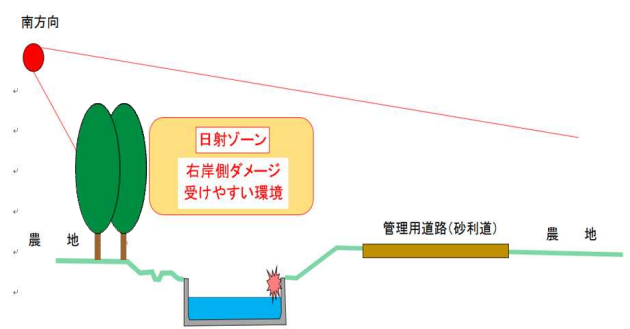 南方向
日射ゾーン
右岸側ダメージ
受けやすい環境
管理用道路(砂利道)
農 地
農 地